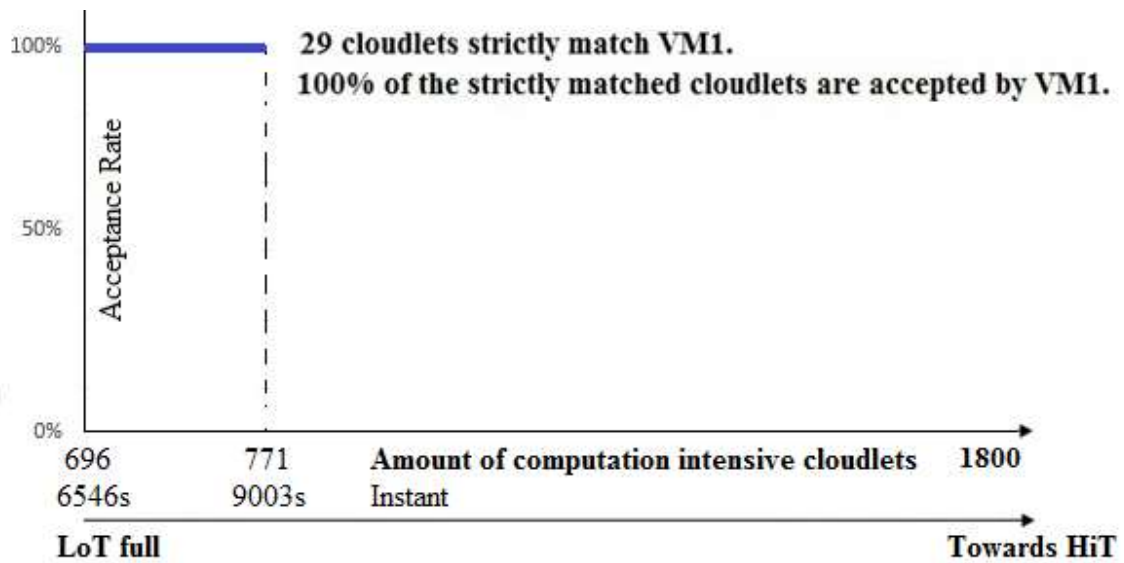 100%
29 cloudlets strictly match VM1.
100% of the strictly matched cloudlets are accepted by VM1.
Acceptance Rate
50%
0%
696 771 Amount of computation intensive cloudlets 1800
6546s 9003s Instant
LoT full Towards HiT